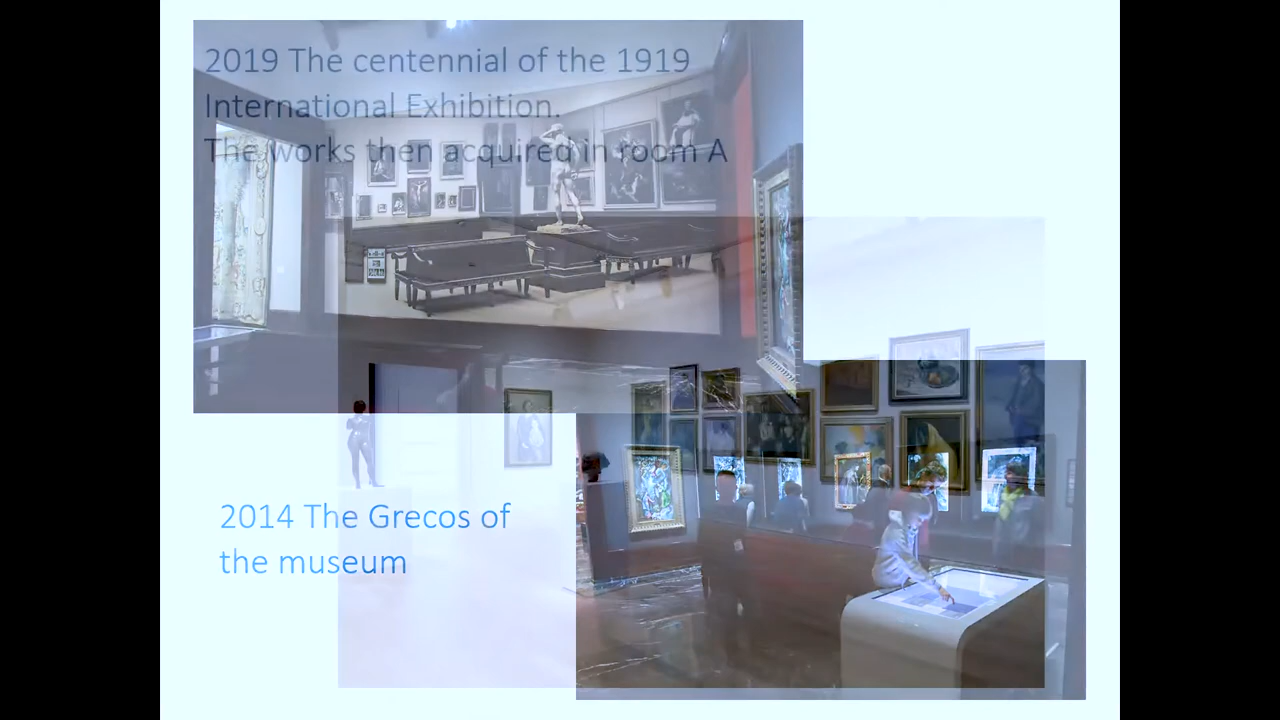 2019 The centennial of the 1919
International Exhibition.
The works then acquired in room A
2014 The Grecos of
the museum